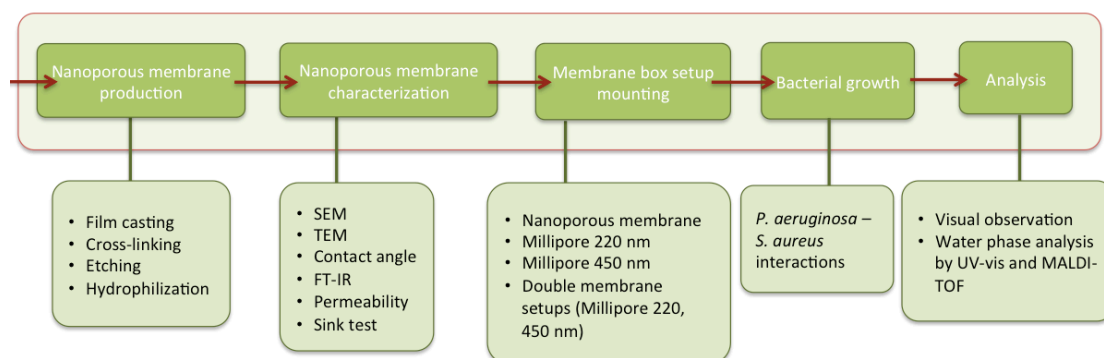 Nanoporous membrane
production
Nanoporous membrane
characterization
Membrane box setup
mounting
Bacterial growth
Analysis
• Film casting
• Cross-linking
• Etching
• Hydrophilization
• SEM
• TEM
• Contact angle
• FT-IR
• Permeability
• Sink test
• Nanoporous membrane
• Millipore 220 nm
• Millipore 450 nm
• Double membrane
setups (Millipore 220,
450 nm)
P. aeruginosa –
S. aureus
interactions
• Visual observation
• Water phase analysis
by UV-vis and MALDI-
TOF